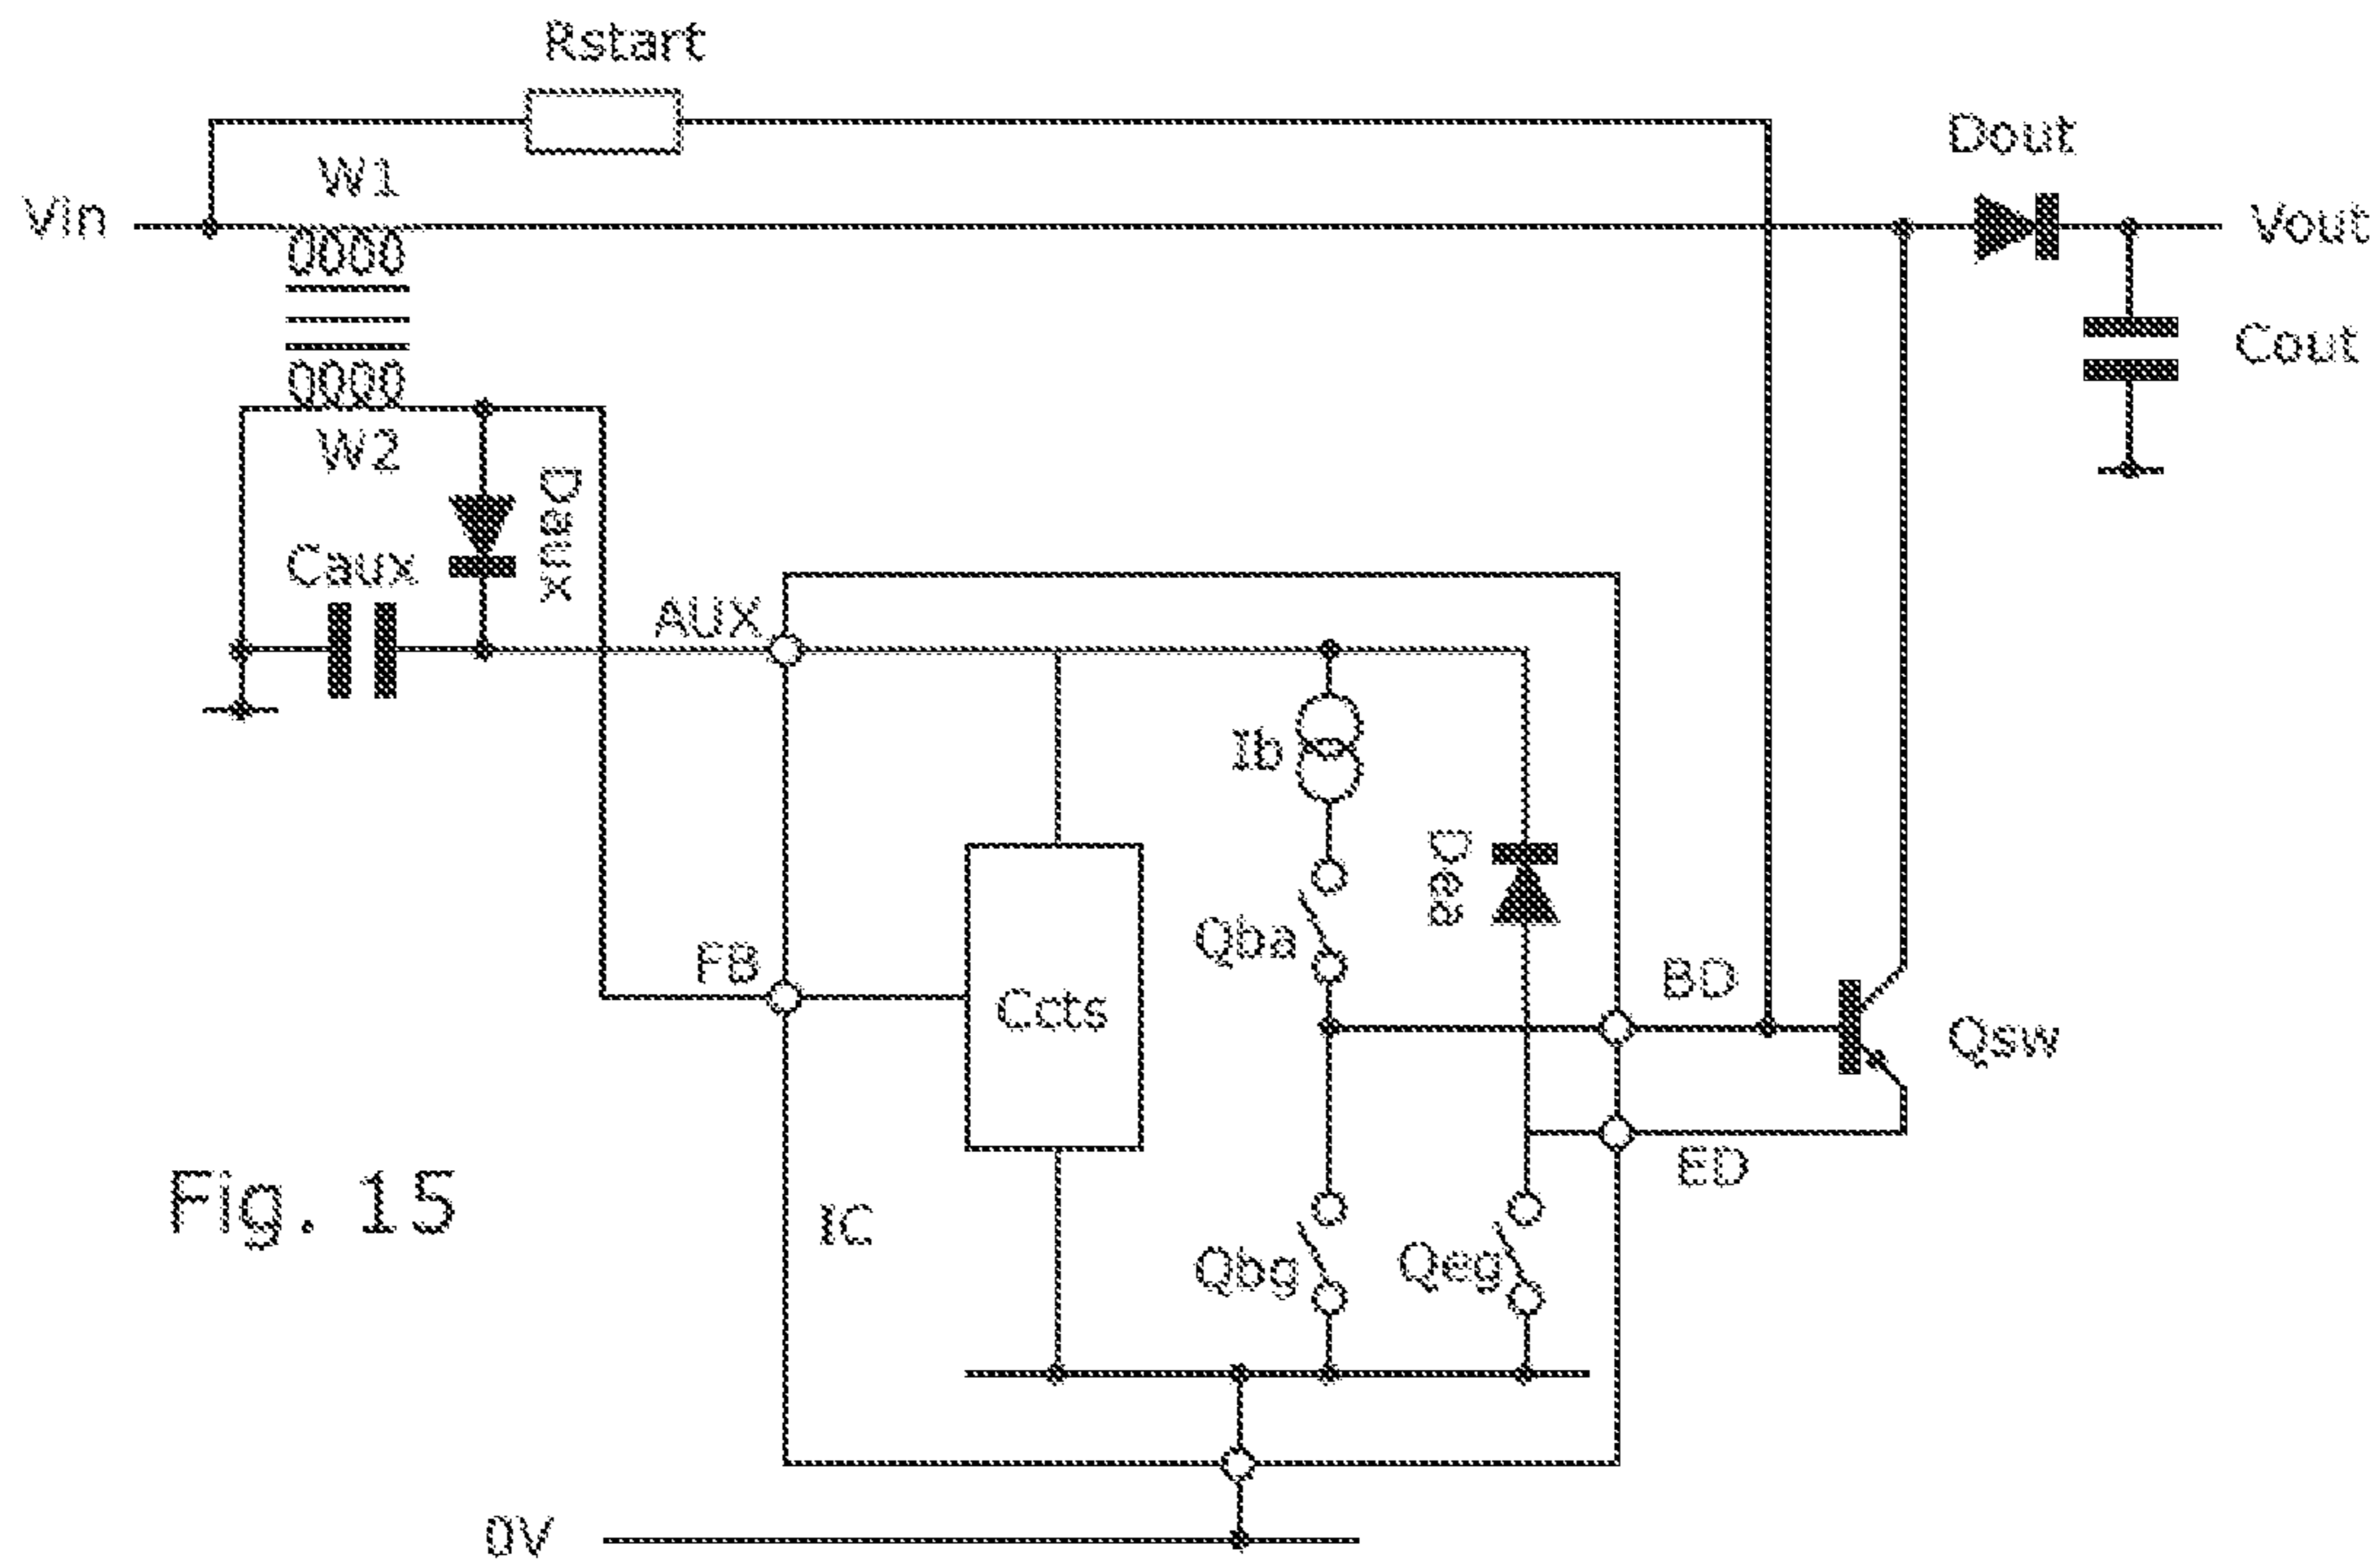 Rstart
Dout
W1
Vin
Vout
Cout
W2
Daux
Caux
AUX
Ib
Dea
Qba
FB
BD
Ccts
Qsw
ED
Fig. 15
IC
Qbg
Qeg
0V